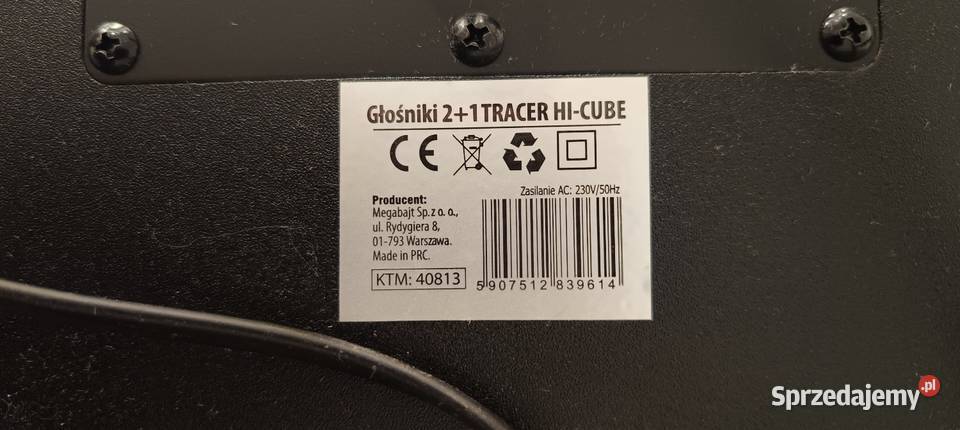 Głośniki 2+1 TRACER HI-CUBE
CE
Zasilanie AC: 230V/50Hz
Producent:
Megabajt Sp. z o. o.,
ul. Rydygiera 8,
01-793 Warszawa.
Made in PRC.
KTM: 40813
5 907512 839614
Sprzedajemy.pl